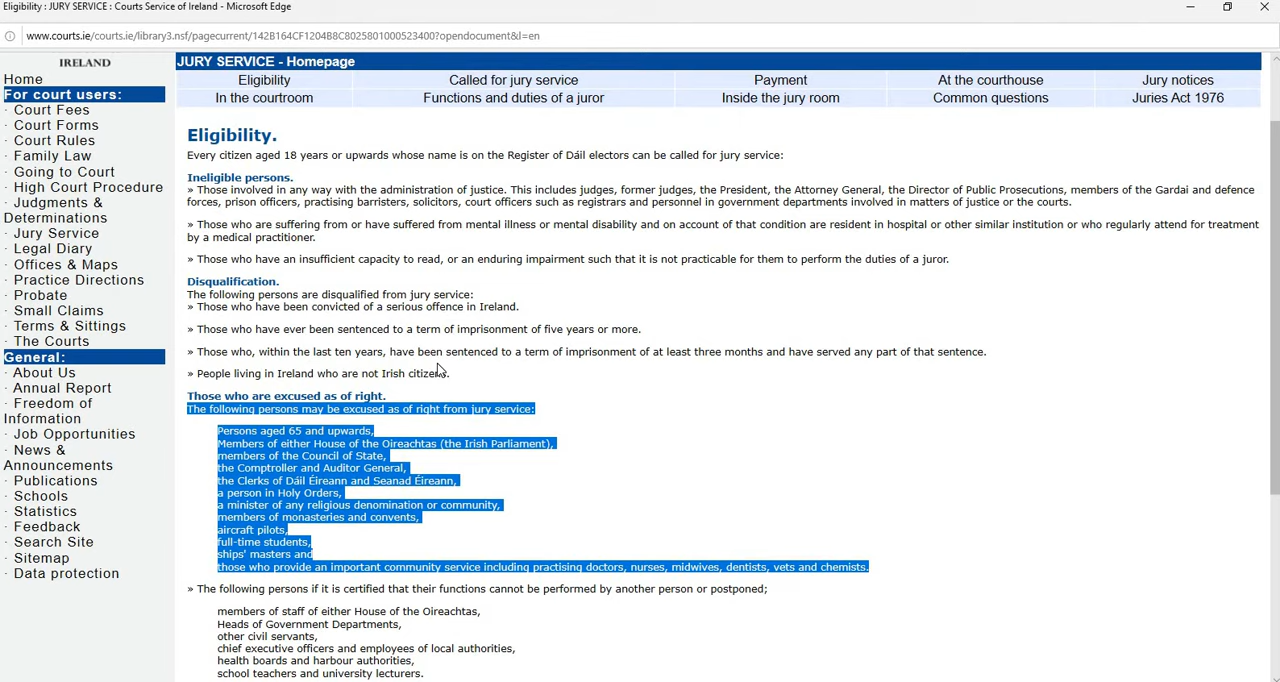 Eligibility : JURY SERVICE : Courts Service of Ireland - Microsoft Edge
www.courts.ie/courts.ie/library3.nsf/pagecurrent/142B164CF1204B8C8025801000523400?opendocument&l=en
IRELAND
Home
For court users:
· Court Fees
· Court Forms
· Court Rules
· Family Law
· Going to Court
· High Court Procedure
· Judgments &
Determinations
· Jury Service
· Legal Diary
· Offices & Maps
· Practice Directions
· Probate
· Small Claims
· Terms & Sittings
· The Courts
General:
· About Us
· Annual Report
· Freedom of
Information
· Job Opportunities
· News &
Announcements
· Publications
· Schools
· Statistics
· Feedback
· Search Site
· Sitemap
· Data protection
JURY SERVICE - Homepage
Eligibility Called for jury service Payment At the courthouse Jury notices
In the courtroom Functions and duties of a juror Inside the jury room Common questions Juries Act 1976
Eligibility.
Every citizen aged 18 years or upwards whose name is on the Register of Dáil electors can be called for jury service:
Ineligible persons.
» Those involved in any way with the administration of justice. This includes judges, former judges, the President, the Attorney General, the Director of Public Prosecutions, members of the Gardai and defence
forces, prison officers, practising barristers, solicitors, court officers such as registrars and personnel in government departments involved in matters of justice or the courts.
» Those who are suffering from or have suffered from mental illness or mental disability and on account of that condition are resident in hospital or other similar institution or who regularly attend for treatment
by a medical practitioner.
» Those who have an insufficient capacity to read, or an enduring impairment such that it is not practicable for them to perform the duties of a juror.
Disqualification.
The following persons are disqualified from jury service:
» Those who have been convicted of a serious offence in Ireland.
» Those who have ever been sentenced to a term of imprisonment of five years or more.
» Those who, within the last ten years, have been sentenced to a term of imprisonment of at least three months and have served any part of that sentence.
» People living in Ireland who are not Irish citizens.
Those who are excused as of right.
The following persons may be excused as of right from jury service:
Persons aged 65 and upwards,
Members of either House of the Oireachtas (the Irish Parliament),
members of the Council of State,
the Comptroller and Auditor General,
the Clerks of Dáil Éireann and Seanad Éireann,
a person in Holy Orders,
a minister of any religious denomination or community,
members of monasteries and convents,
aircraft pilots,
full-time students,
ships' masters and
those who provide an important community service including practising doctors, nurses, midwives, dentists, vets and chemists.
» The following persons if it is certified that their functions cannot be performed by another person or postponed;
members of staff of either House of the Oireachtas,
Heads of Government Departments,
other civil servants,
chief executive officers and employees of local authorities,
health boards and harbour authorities,
school teachers and university lecturers.